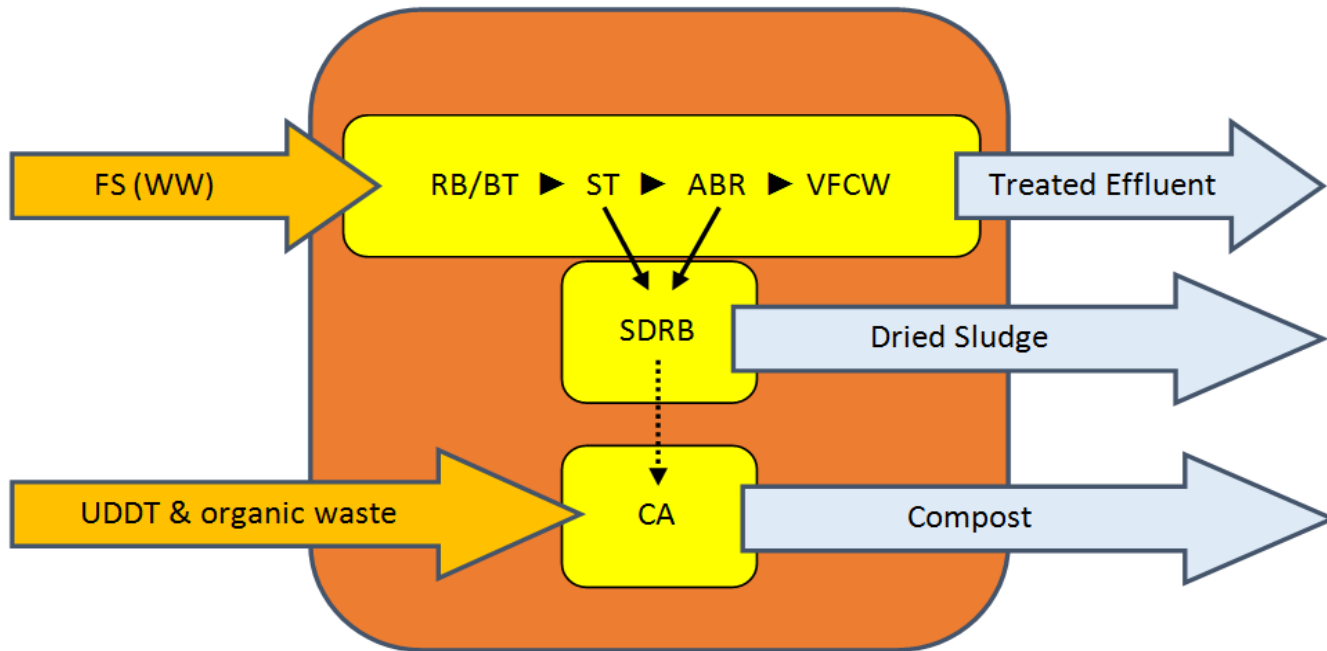 FS (WW)
RB/BT ► ST ► ABR ► VFCW
Treated Effluent
SDRB
Dried Sludge
UDDT & organic waste
CA
Compost